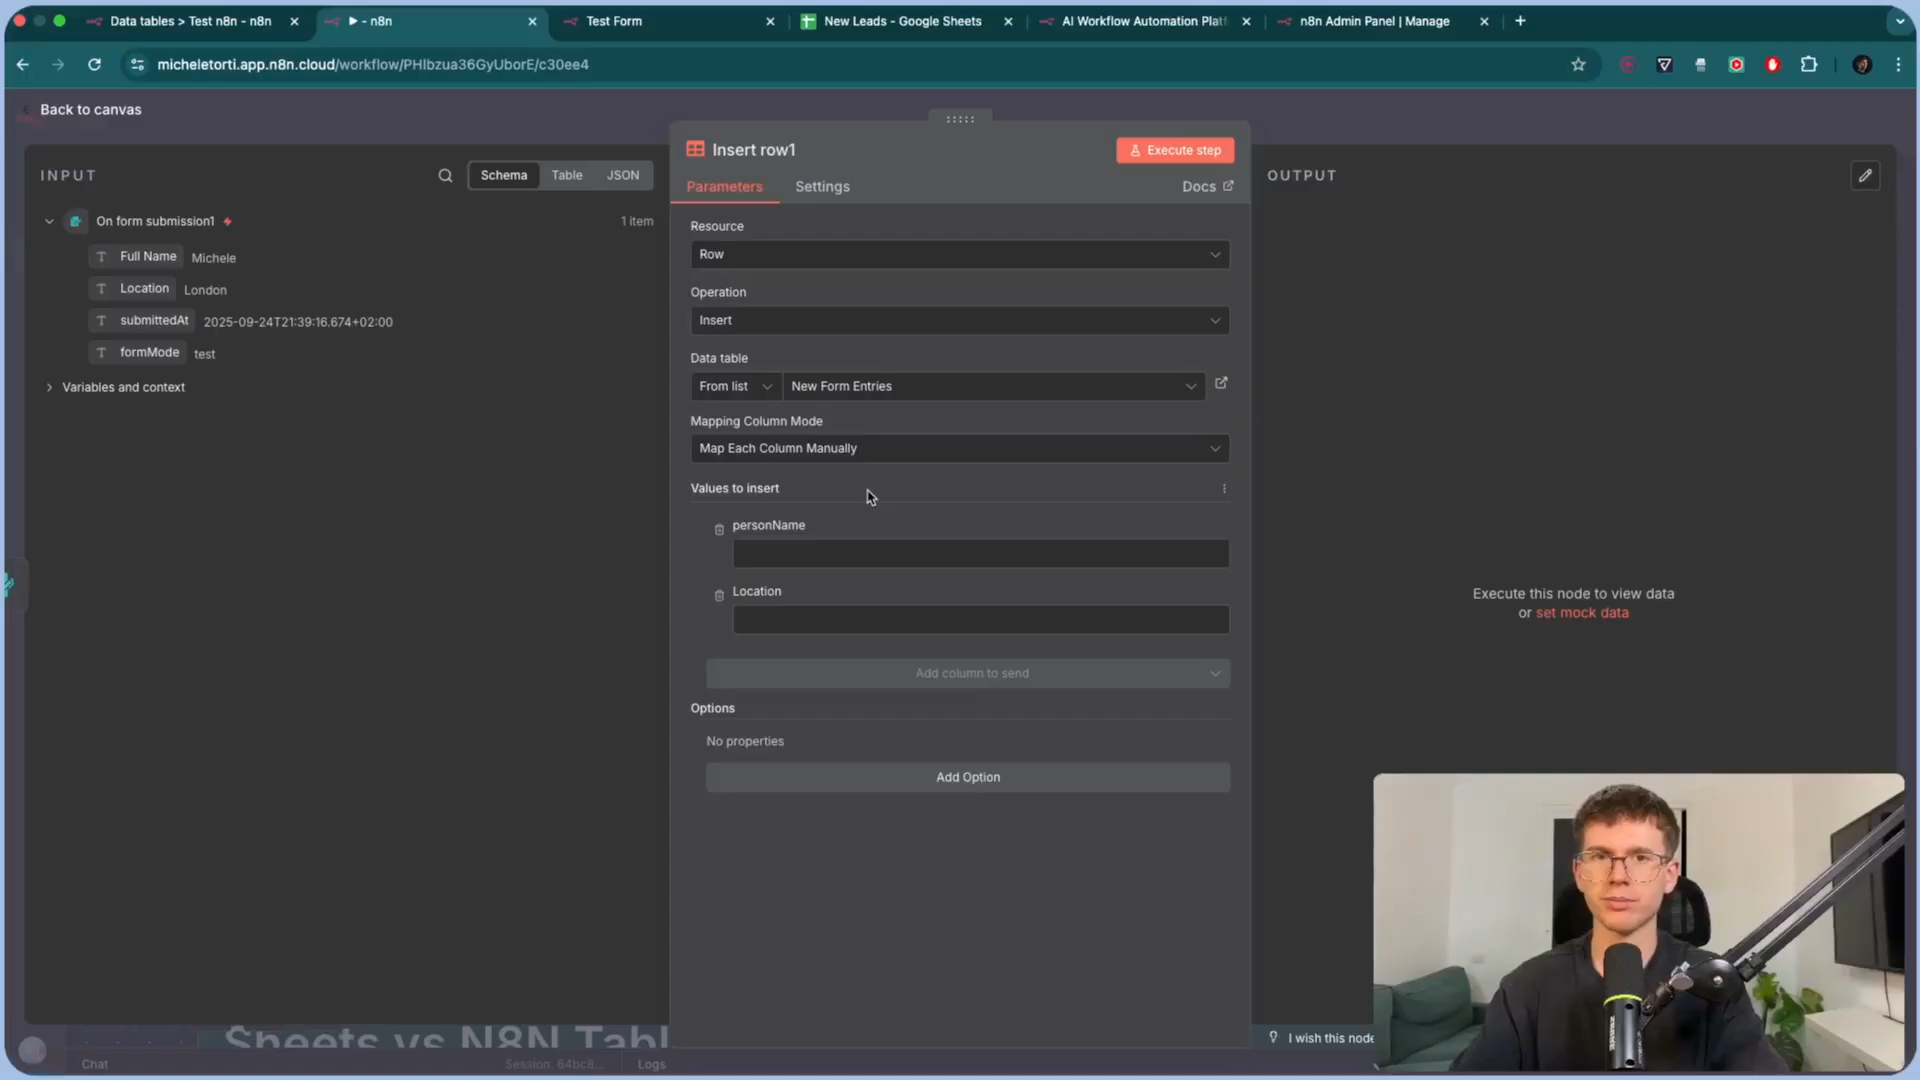 Data tables > Test n8n - n8n
▶ - n8n
Test Form
New Leads - Google Sheets
AI Workflow Automation Platf
n8n Admin Panel | Manage
micheletorti.app.n8n.cloud/workflow/PHIbzua36GyUborE/c30ee4
Back to canvas
INPUT
Schema
Table
JSON
On form submission1
1 item
T Full Name Michele
T Location London
T submittedAt 2025-09-24T21:39:16.674+02:00
T formMode test
Variables and context
Insert row1
Execute step
Parameters
Settings
Docs
Resource
Row
Operation
Insert
Data table
From list
New Form Entries
Mapping Column Mode
Map Each Column Manually
Values to insert
personName
Location
Add column to send
Options
No properties
Add Option
OUTPUT
Execute this node to view data
or set mock data
I wish this node
Sheets vs N8N Tabl
Chat
Session: 64bc8...
Logs